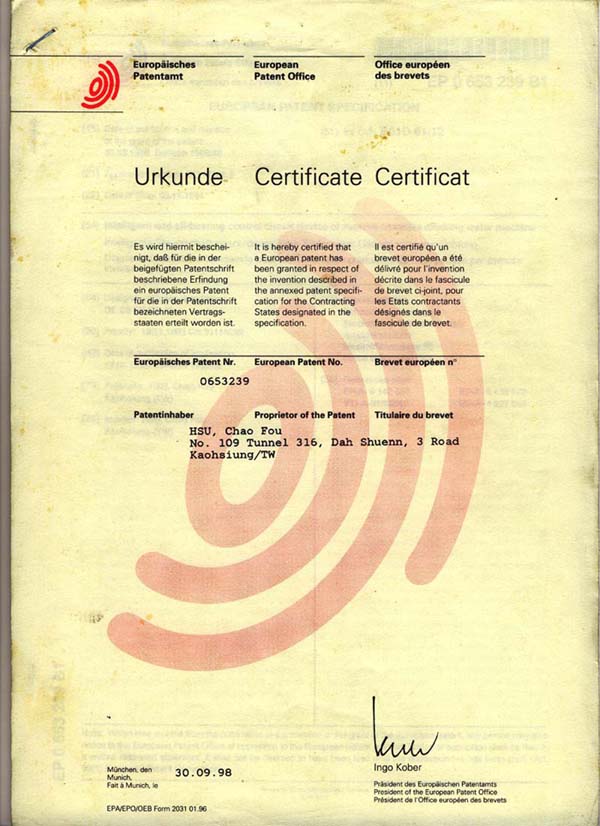 Europäisches
Patentamt
European
Patent Office
Office européen
des brevets
Urkunde Certificate Certificat
Es wird hiermit beschei-
nigt, daß für die in der
beigefügten Patentschrift
beschriebene Erfindung
ein europäisches Patent
für die in der Patentschrift
bezeichneten Vertrags-
staaten erteilt worden ist.
It is hereby certified that
a European patent has
been granted in respect of
the invention described in
the annexed patent specifi-
cation for the Contracting
States designated in the
specification.
Il est certifié qu'un
brevet européen a été
délivré pour l'invention
décrite dans le fascicule
de brevet ci-joint, pour
les Etats contractants
désignés dans le
fascicule de brevet.
Europäisches Patent Nr. European Patent No. Brevet européen n°
0653239
Patentinhaber Proprietor of the Patent Titulaire du brevet
HSU, Chao Fou
No. 109 Tunnel 316, Dah Shuenn, 3 Road
Kaohsiung/TW
Ingo Kober
Präsident des Europäischen Patentamts
President of the European Patent Office
Président de l'Office européen des brevets
München, den
Munich,
Fait à Munich, le
30.09.98
EPA/EPO/OEB Form 2031 01.96